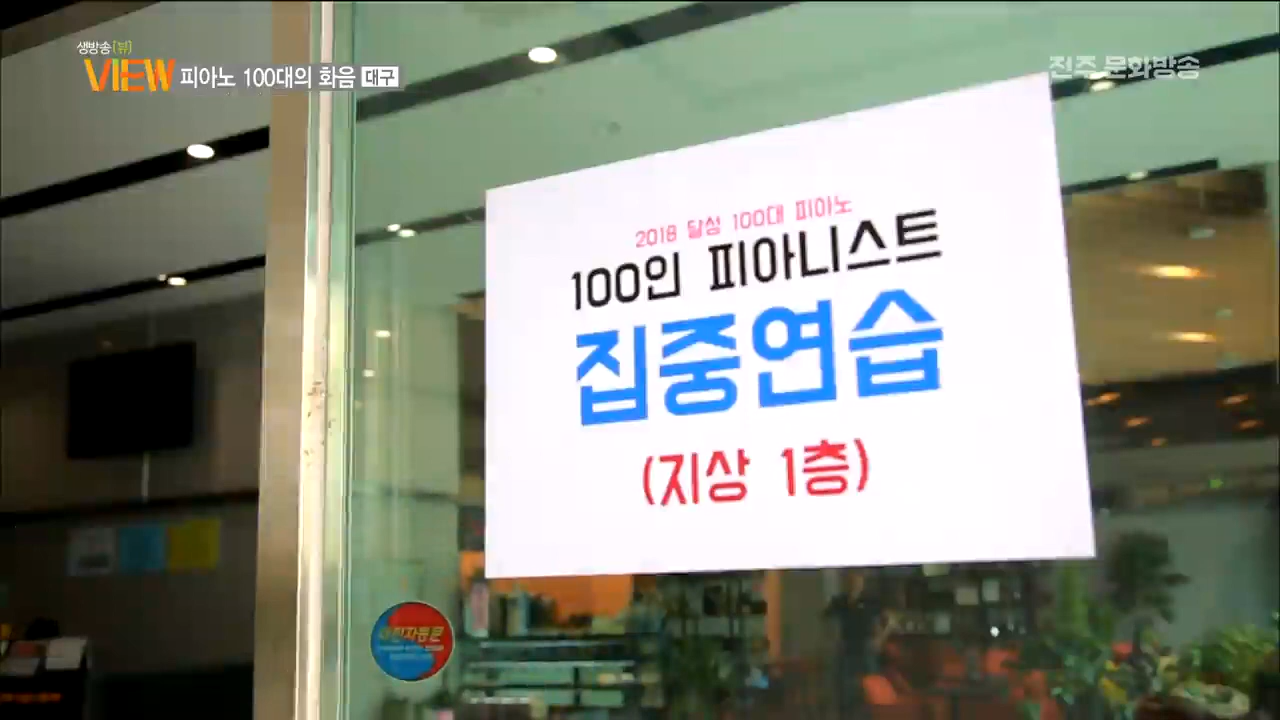 생방송[뷰]
VIEW 피아노 100대의 화음 대구
전주 문화방송
2018 달성 100대 피아노
100인 피아니스트
집중연습
(지상 1층)